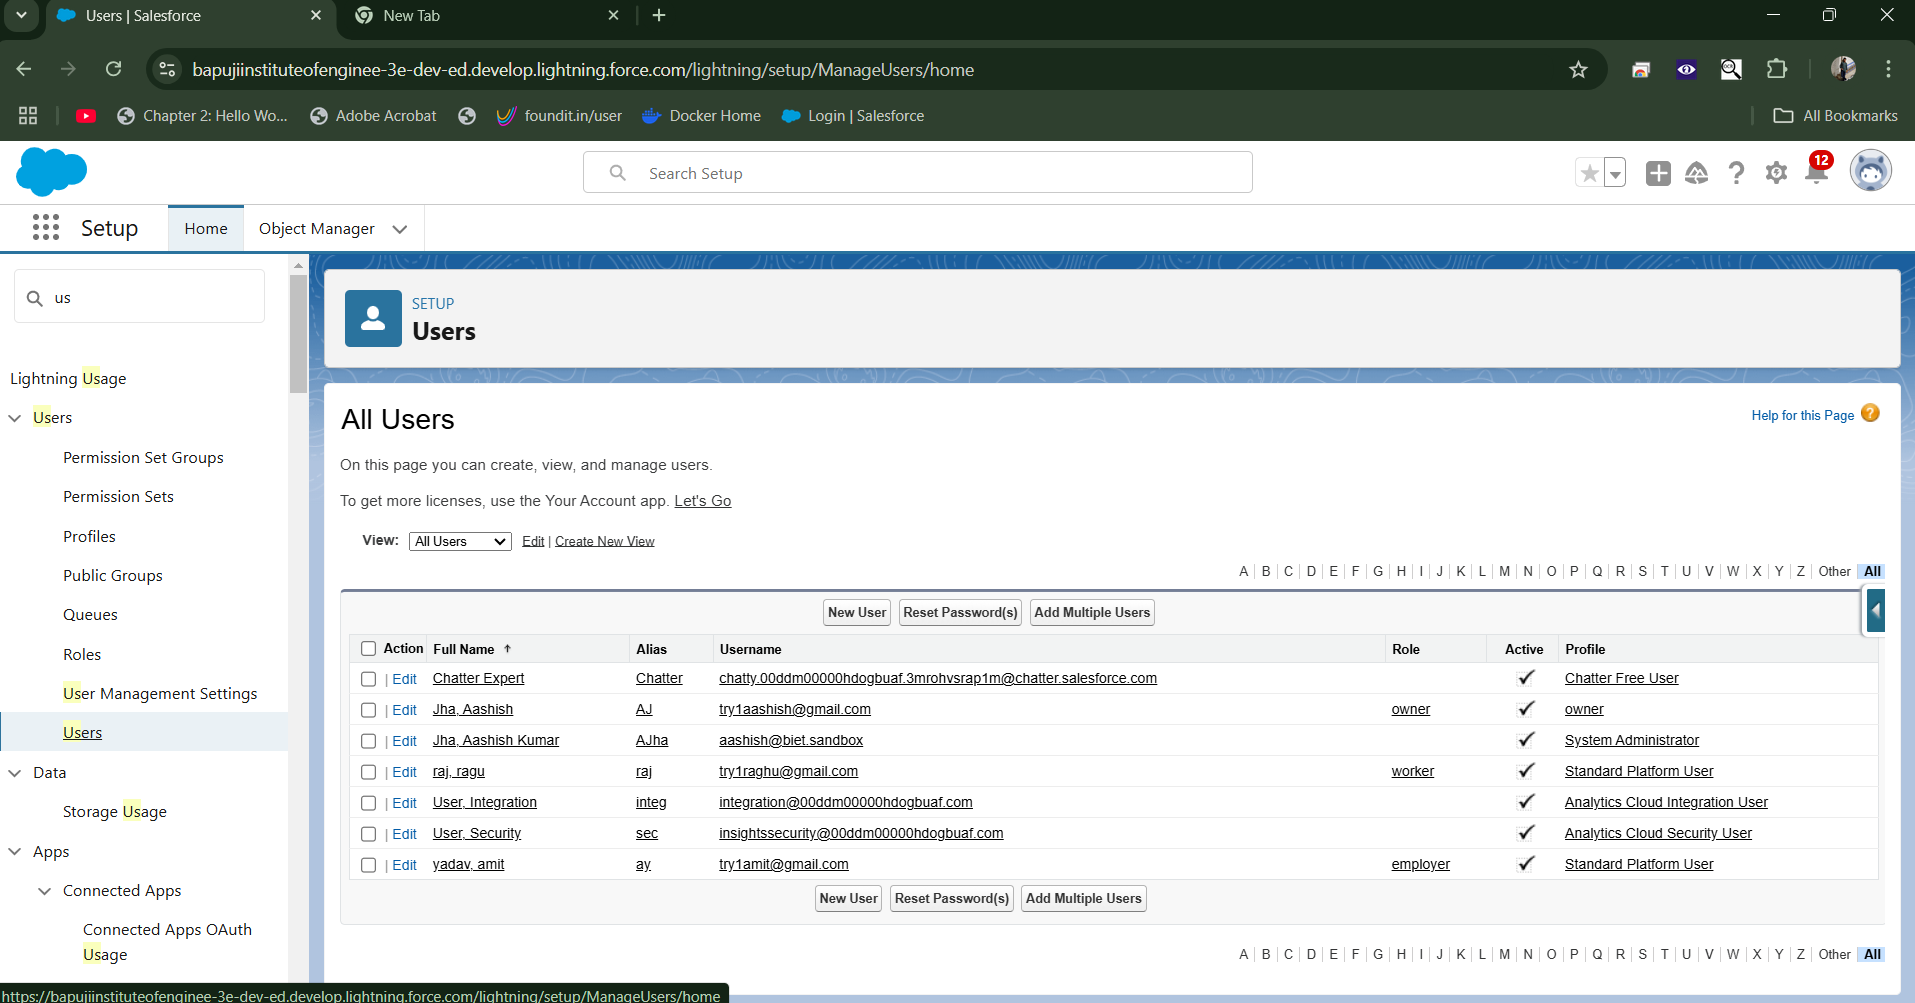 Users | Salesforce
New Tab
bapujiinstituteofenginee-3e-dev-ed.develop.lightning.force.com/lightning/setup/ManageUsers/home
Chapter 2: Hello Wo...
Adobe Acrobat
foundit.in/user
Docker Home
Login | Salesforce
All Bookmarks
Search Setup
12
Setup
Home
Object Manager
us
Lightning Usage
Users
Permission Set Groups
Permission Sets
Profiles
Public Groups
Queues
Roles
User Management Settings
Users
Data
Storage Usage
Apps
Connected Apps
Connected Apps OAuth
Usage
SETUP
Users
All Users
Help for this Page ?
On this page you can create, view, and manage users.
To get more licenses, use the Your Account app. Let's Go
View: All Users Edit | Create New View
A | B | C | D | E | F | G | H | I | J | K | L | M | N | O | P | Q | R | S | T | U | V | W | X | Y | Z | Other | All
New User Reset Password(s) Add Multiple Users
Action Full Name ↑ Alias Username Role Active Profile
| Edit Chatter Expert Chatter chatty.00ddm00000hdogbuaf.3mrohvsrap1m@chatter.salesforce.com Chatter Free User
| Edit Jha, Aashish AJ try1aashish@gmail.com owner owner
| Edit Jha, Aashish Kumar AJha aashish@biet.sandbox System Administrator
| Edit raj, ragu raj try1raghu@gmail.com worker Standard Platform User
| Edit User, Integration integ integration@00ddm00000hdogbuaf.com Analytics Cloud Integration User
| Edit User, Security sec insightssecurity@00ddm00000hdogbuaf.com Analytics Cloud Security User
| Edit yadav, amit ay try1amit@gmail.com employer Standard Platform User
New User Reset Password(s) Add Multiple Users
A | B | C | D | E | F | G | H | I | J | K | L | M | N | O | P | Q | R | S | T | U | V | W | X | Y | Z | Other | All
https://bapujiinstituteofenginee-3e-dev-ed.develop.lightning.force.com/lightning/setup/ManageUsers/home